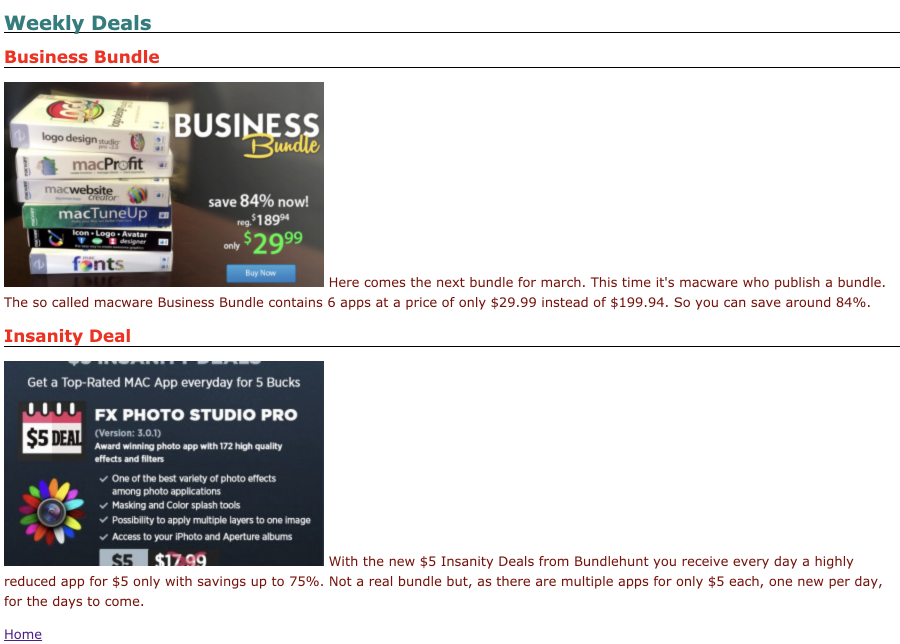 Weekly Deals
Business Bundle
logo design studio
pro v1.5
macProfit
macwebsite
creator
macTuneUp
Icon • Logo • Avatar
designer
mac
fonts
BUSINESS
Bundle
save 84% now!
reg. $189 94
only $29 99
Buy Now
Here comes the next bundle for march. This time it's macware who publish a bundle.
The so called macware Business Bundle contains 6 apps at a price of only $29.99 instead of $199.94. So you can save around 84%.
Insanity Deal
$5 INSANITY DEALS
Get a Top-Rated MAC App everyday for 5 Bucks
$5 DEAL
FX PHOTO STUDIO PRO
(Version: 3.0.1)
Award winning photo app with 172 high quality
effects and filters
✓ One of the best variety of photo effects
among photo applications
✓ Masking and Color splash tools
✓ Possibility to apply multiple layers to one image
✓ Access to your iPhoto and Aperture albums
$5 $17.99
With the new $5 Insanity Deals from Bundlehunt you receive every day a highly
reduced app for $5 only with savings up to 75%. Not a real bundle but, as there are multiple apps for only $5 each, one new per day,
for the days to come.
Home